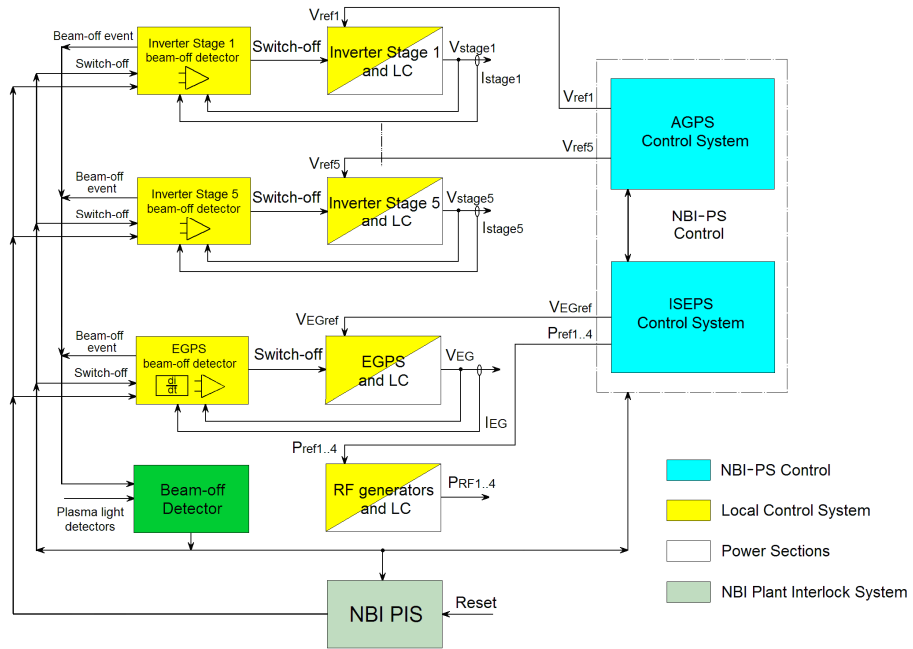 Vref1
Beam-off event
Inverter Stage 1
beam-off detector
Switch-off
Inverter Stage 1
and LC
Vstage1
Istage1
Switch-off
Vref1
AGPS
Control System
Vref5
Vref5
Beam-off
event
Inverter Stage 5
beam-off detector
Switch-off
Inverter Stage 5
and LC
Vstage5
Istage5
Switch-off
NBI-PS
Control
ISEPS
Control System
VEGref
VEGref
Pref1..4
Beam-off
event
EGPS
beam-off detector
di
dt
Switch-off
EGPS
and LC
VEG
IEG
Switch-off
Pref1..4
Beam-off
Detector
Plasma light
detectors
RF generators
and LC
PRF1..4
NBI-PS Control
Local Control System
Power Sections
NBI Plant Interlock System
NBI PIS
Reset